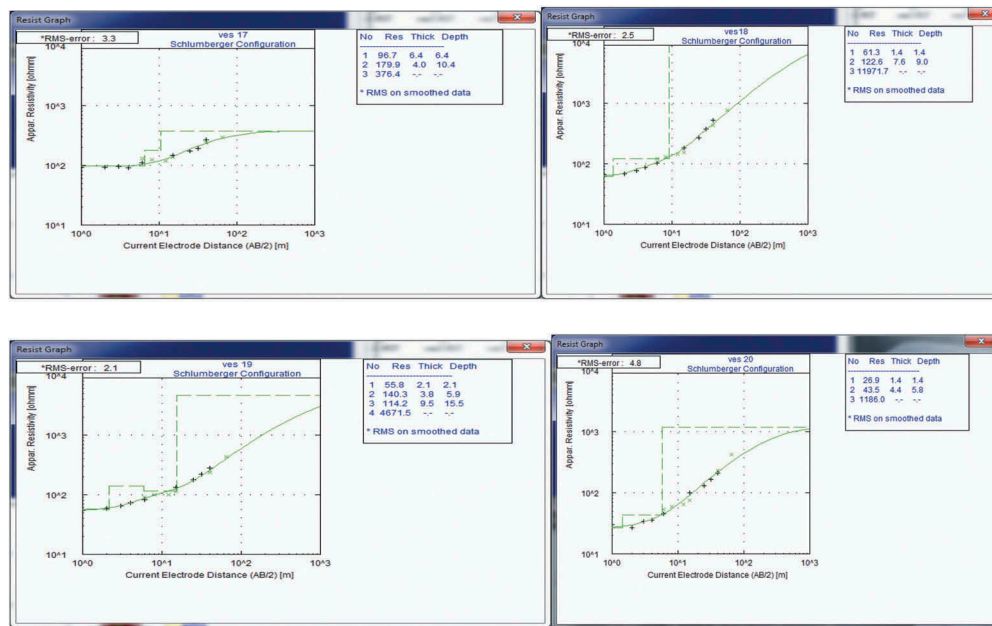 Resist Graph
*RMS-error : 3.3
ves 17
Schlumberger Configuration
10^4
10^3
10^2
10^1
Appar. Resistivity [ohmm]
10^0 10^1 10^2 10^3
Current Electrode Distance (AB/2) [m]
No Res Thick Depth
1 96.7 6.4 6.4
2 179.9 4.0 10.4
3 376.4 -.- -.-
* RMS on smoothed data
Resist Graph
*RMS-error : 2.5
ves18
Schlumberger Configuration
10^4
10^3
10^2
10^1
Appar. Resistivity [ohmm]
10^0 10^1 10^2 10^3
Current Electrode Distance (AB/2) [m]
No Res Thick Depth
1 61.3 1.4 1.4
2 122.6 7.6 9.0
3 11971.7 -.- -.-
* RMS on smoothed data
Resist Graph
*RMS-error : 2.1
ves 19
Schlumberger Configuration
10^4
10^3
10^2
10^1
Appar. Resistivity [ohmm]
10^0 10^1 10^2 10^3
Current Electrode Distance (AB/2) [m]
No Res Thick Depth
1 55.8 2.1 2.1
2 140.3 3.8 5.9
3 114.2 9.5 15.5
4 4671.5 -.- -.-
* RMS on smoothed data
Resist Graph
*RMS-error : 4.8
ves 20
Schlumberger Configuration
10^4
10^3
10^2
10^1
Appar. Resistivity [ohmm]
10^0 10^1 10^2 10^3
Current Electrode Distance (AB/2) [m]
No Res Thick Depth
1 26.9 1.4 1.4
2 43.5 4.4 5.8
3 1186.0 -.- -.-
* RMS on smoothed data